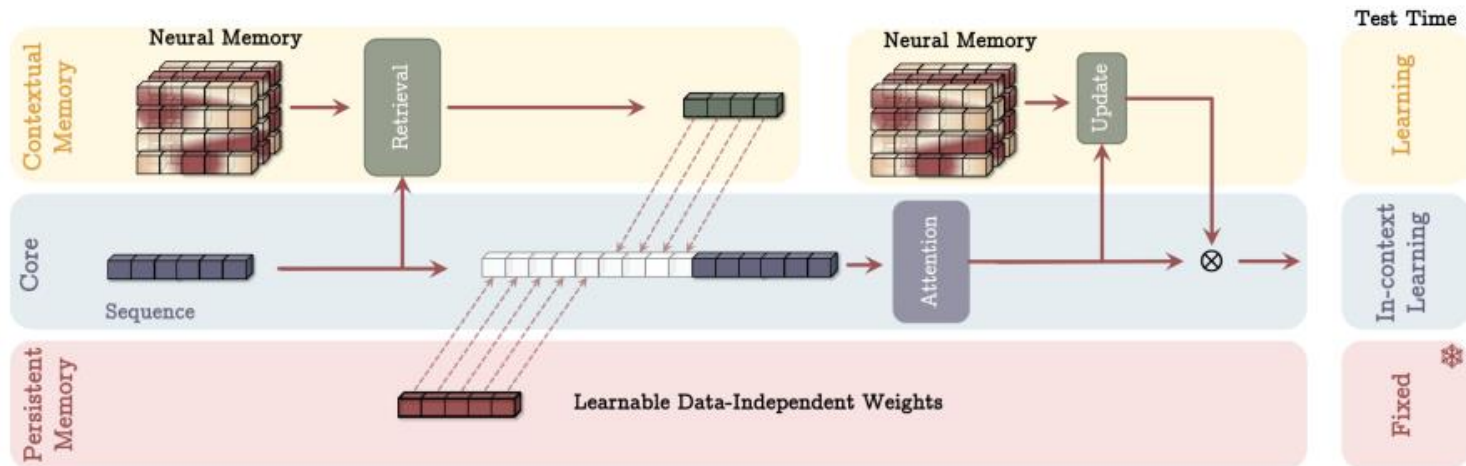 Test Time
Neural Memory
Neural Memory
Contextual
Memory
Retrieval
Update
Learning
Core
Sequence
Attention
In-context
Learning
Persistent
Memory
Learnable Data-Independent Weights
Fixed